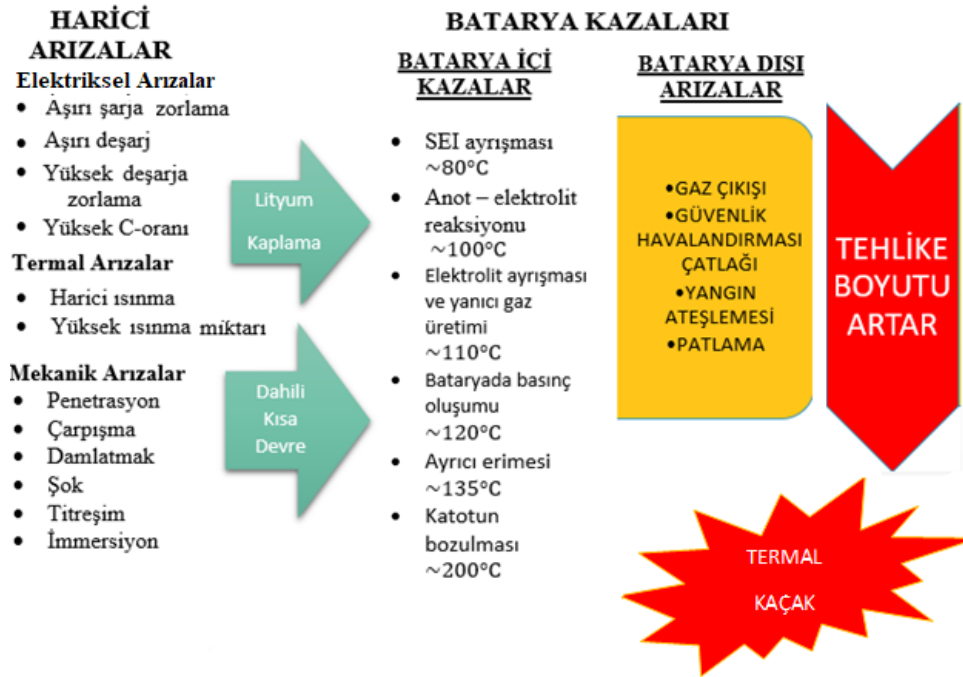 HARİCİ
ARIZALAR
Elektriksel Arızalar
• Aşırı şarja zorlama
• Aşırı deşarj
• Yüksek deşarja
zorlama
• Yüksek C-oranı
Termal Arızalar
• Harici ısınma
• Yüksek ısınma miktarı
Mekanik Arızalar
• Penetrasyon
• Çarpışma
• Damlatmak
• Şok
• Titreşim
• İmmersiyon
Lityum
Kaplama
Dahili
Kısa
Devre
BATARYA KAZALARI
BATARYA İÇİ
KAZALAR
• SEI ayrışması
~80°C
• Anot – elektrolit
reaksiyonu
~100°C
• Elektrolit ayrışması
ve yanıcı gaz
üretimi
~110°C
• Bataryada basınç
oluşumu
~120°C
• Ayrıcı erimesi
~135°C
• Katotun
bozulması
~200°C
BATARYA DIŞI
ARIZALAR
•GAZ ÇIKIŞI
•GÜVENLİK
HAVALANDIRMASI
ÇATLAĞI
•YANGIN
ATEŞLEMESİ
•PATLAMA
TEHLİKE
BOYUTU
ARTAR
TERMAL
KAÇAK